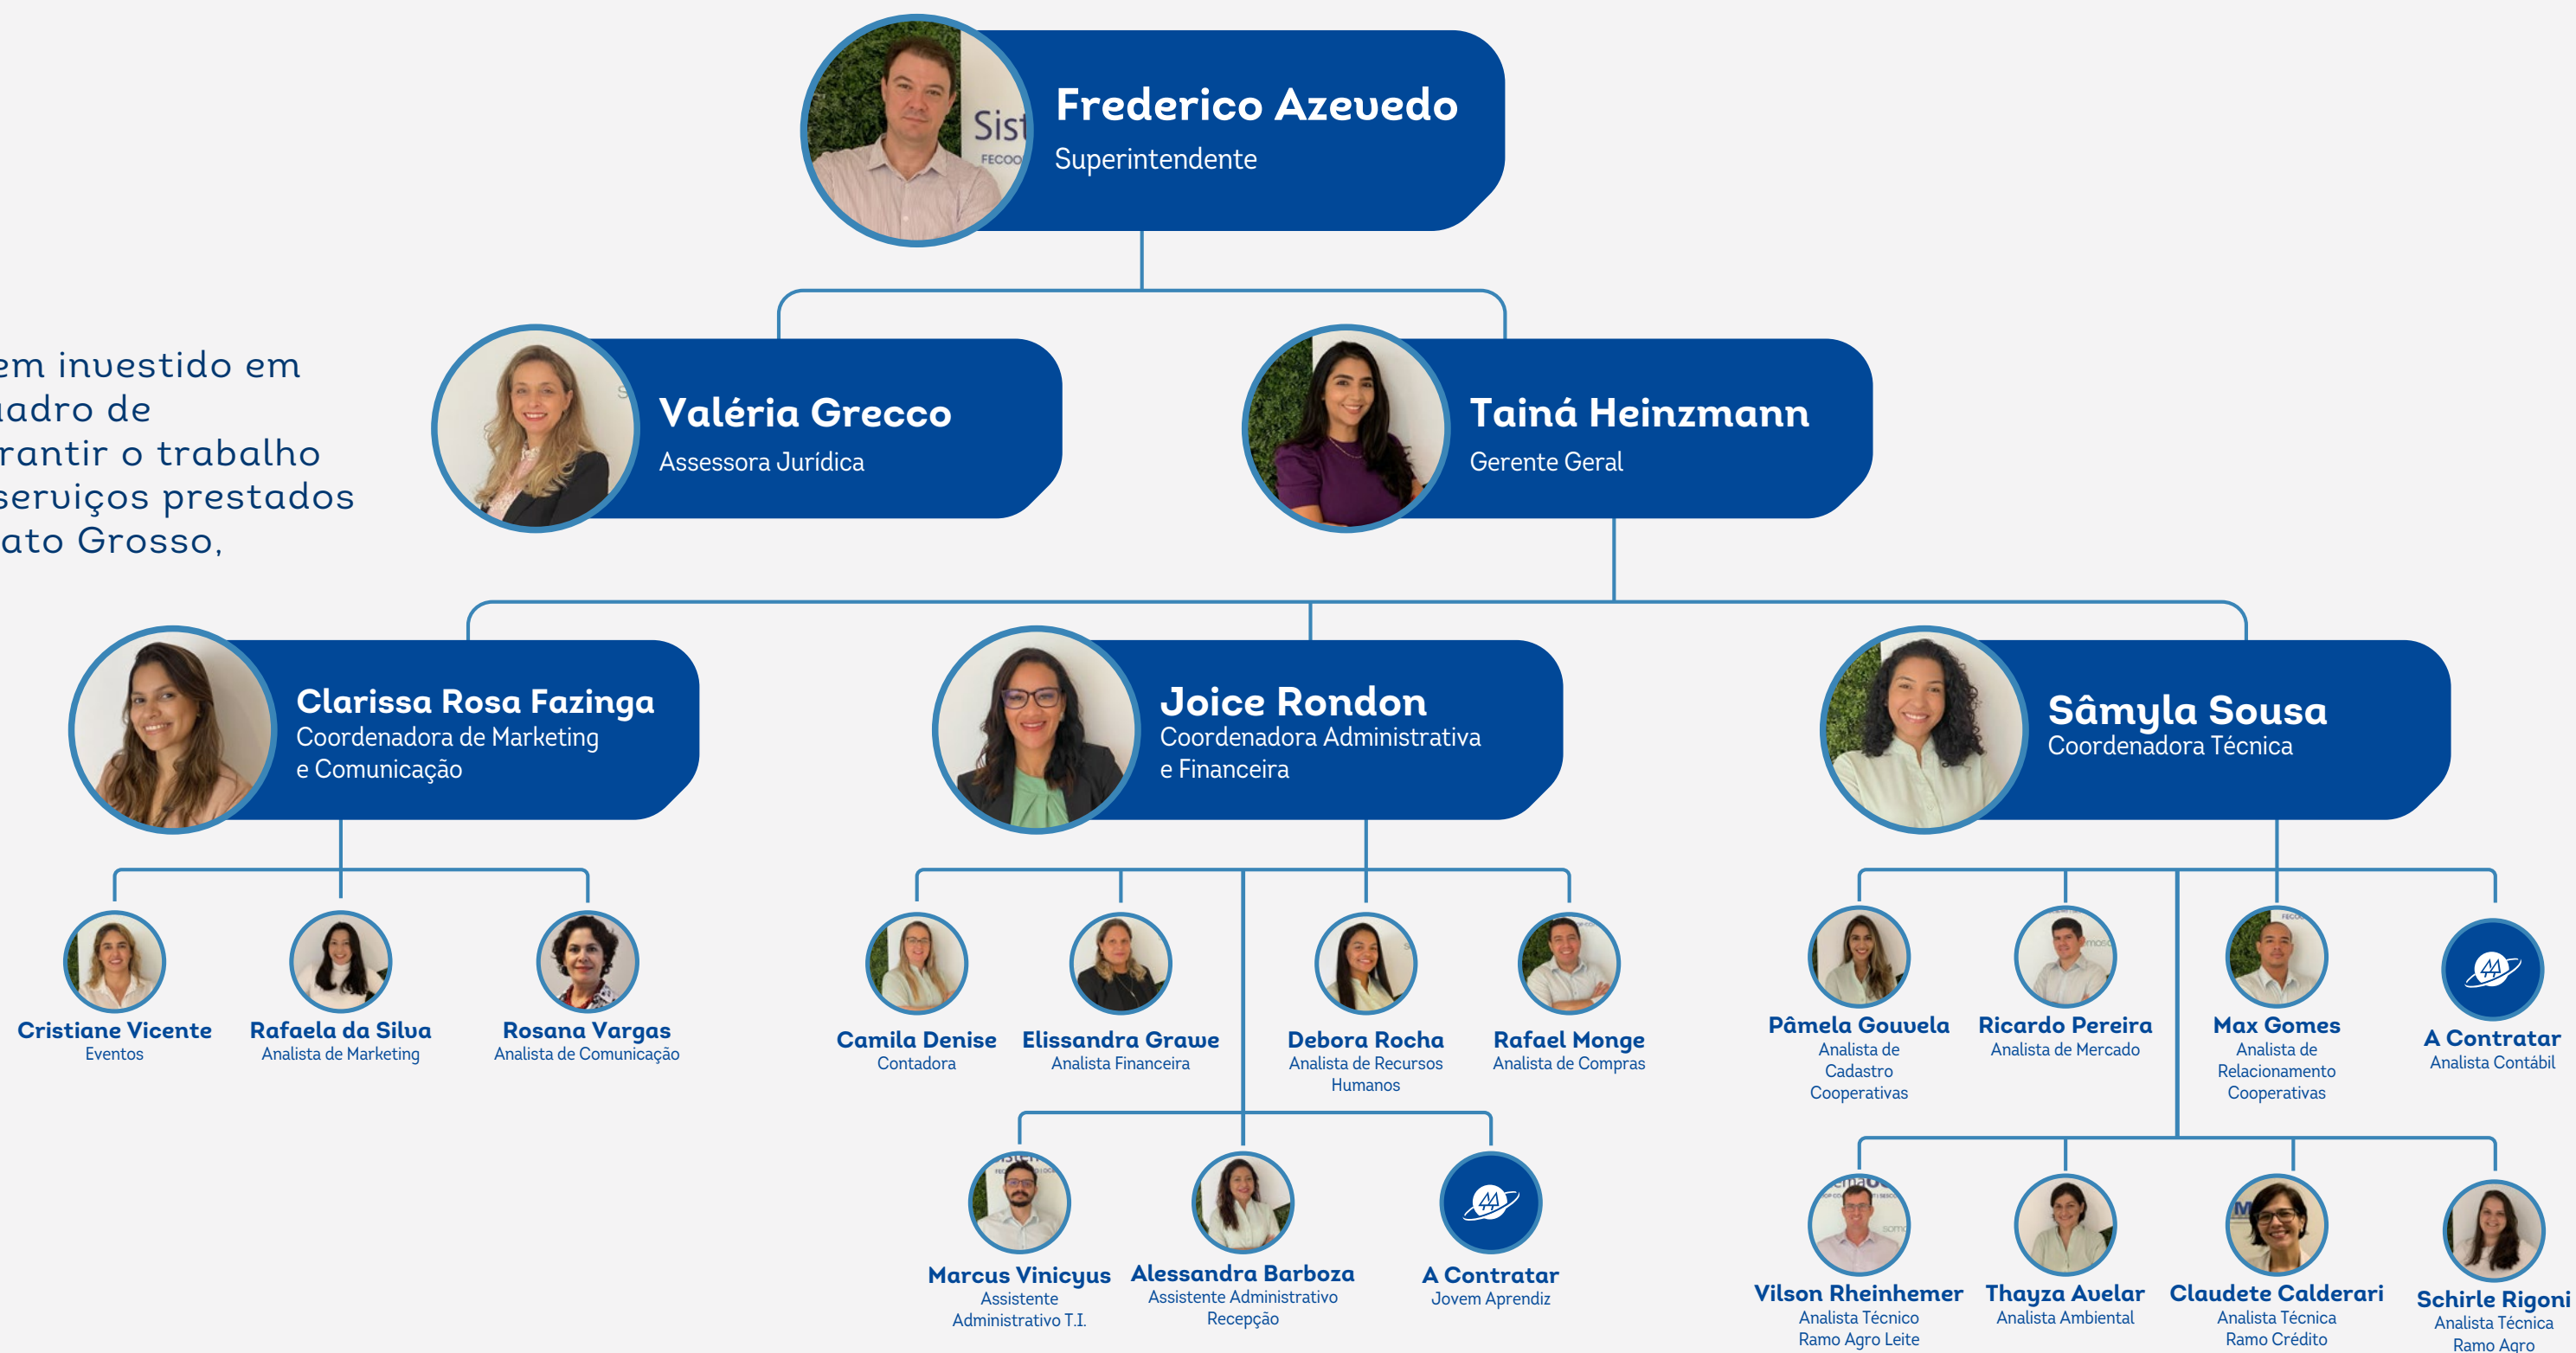 Frederico Azevedo
Superintendente
em investido em
uadro de
rantir o trabalho
serviços prestados
ato Grosso,
Valéria Grecco
Assessora Jurídica
Tainá Heinzmann
Gerente Geral
Clarissa Rosa Fazinga
Coordenadora de Marketing
e Comunicação
Joice Rondon
Coordenadora Administrativa
e Financeira
Sâmyla Sousa
Coordenadora Técnica
Cristiane Vicente
Eventos
Rafaela da Silva
Analista de Marketing
Rosana Vargas
Analista de Comunicação
Camila Denise
Contadora
Elissandra Grawe
Analista Financeira
Debora Rocha
Analista de Recursos
Humanos
Rafael Monge
Analista de Compras
Pâmela Gouvela
Analista de
Cadastro
Cooperativas
Ricardo Pereira
Analista de Mercado
Max Gomes
Analista de
Relacionamento
Cooperativas
A Contratar
Analista Contábil
Marcus Vinicyus
Assistente
Administrativo T.I.
Alessandra Barboza
Assistente Administrativo
Recepção
A Contratar
Jovem Aprendiz
Vilson Rheinhemer
Analista Técnico
Ramo Agro Leite
Thayza Avelar
Analista Ambiental
Claudete Calderari
Analista Técnica
Ramo Crédito
Schirle Rigoni
Analista Técnica
Ramo Agro